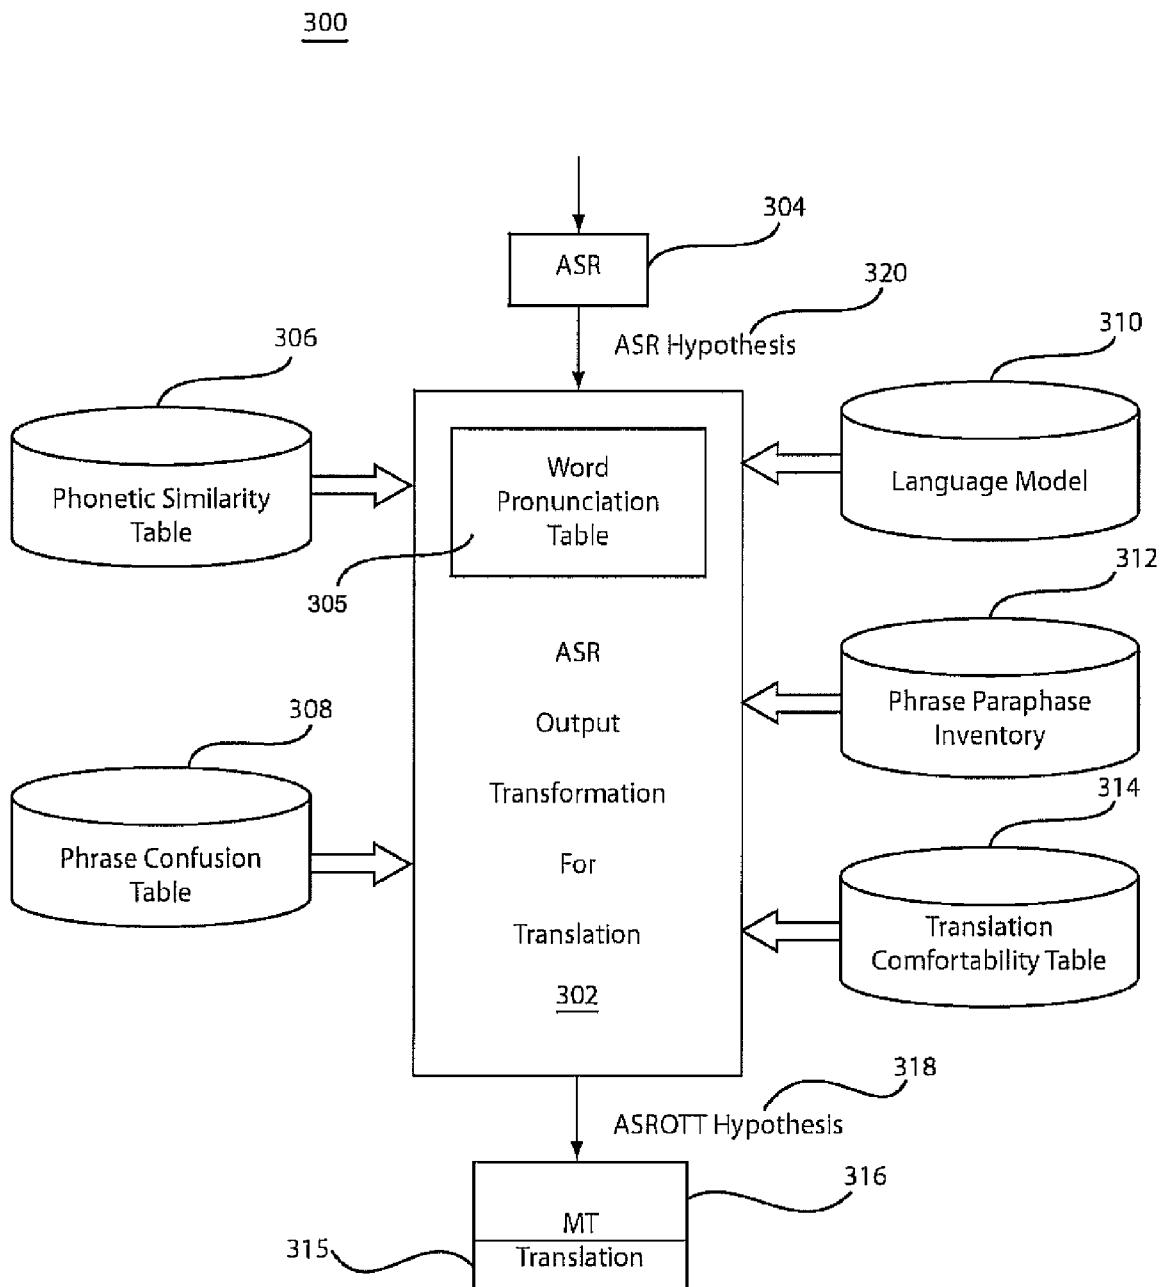 300
304
ASR
320
ASR Hypothesis
306
310
Phonetic Similarity
Table
Word
Pronunciation
Table
305
Language Model
312
Phrase Paraphase
Inventory
308
Phrase Confusion
Table
ASR
Output
Transformation
For
Translation
302
314
Translation
Comfortability Table
318
ASROTT Hypothesis
316
MT
315
Translation